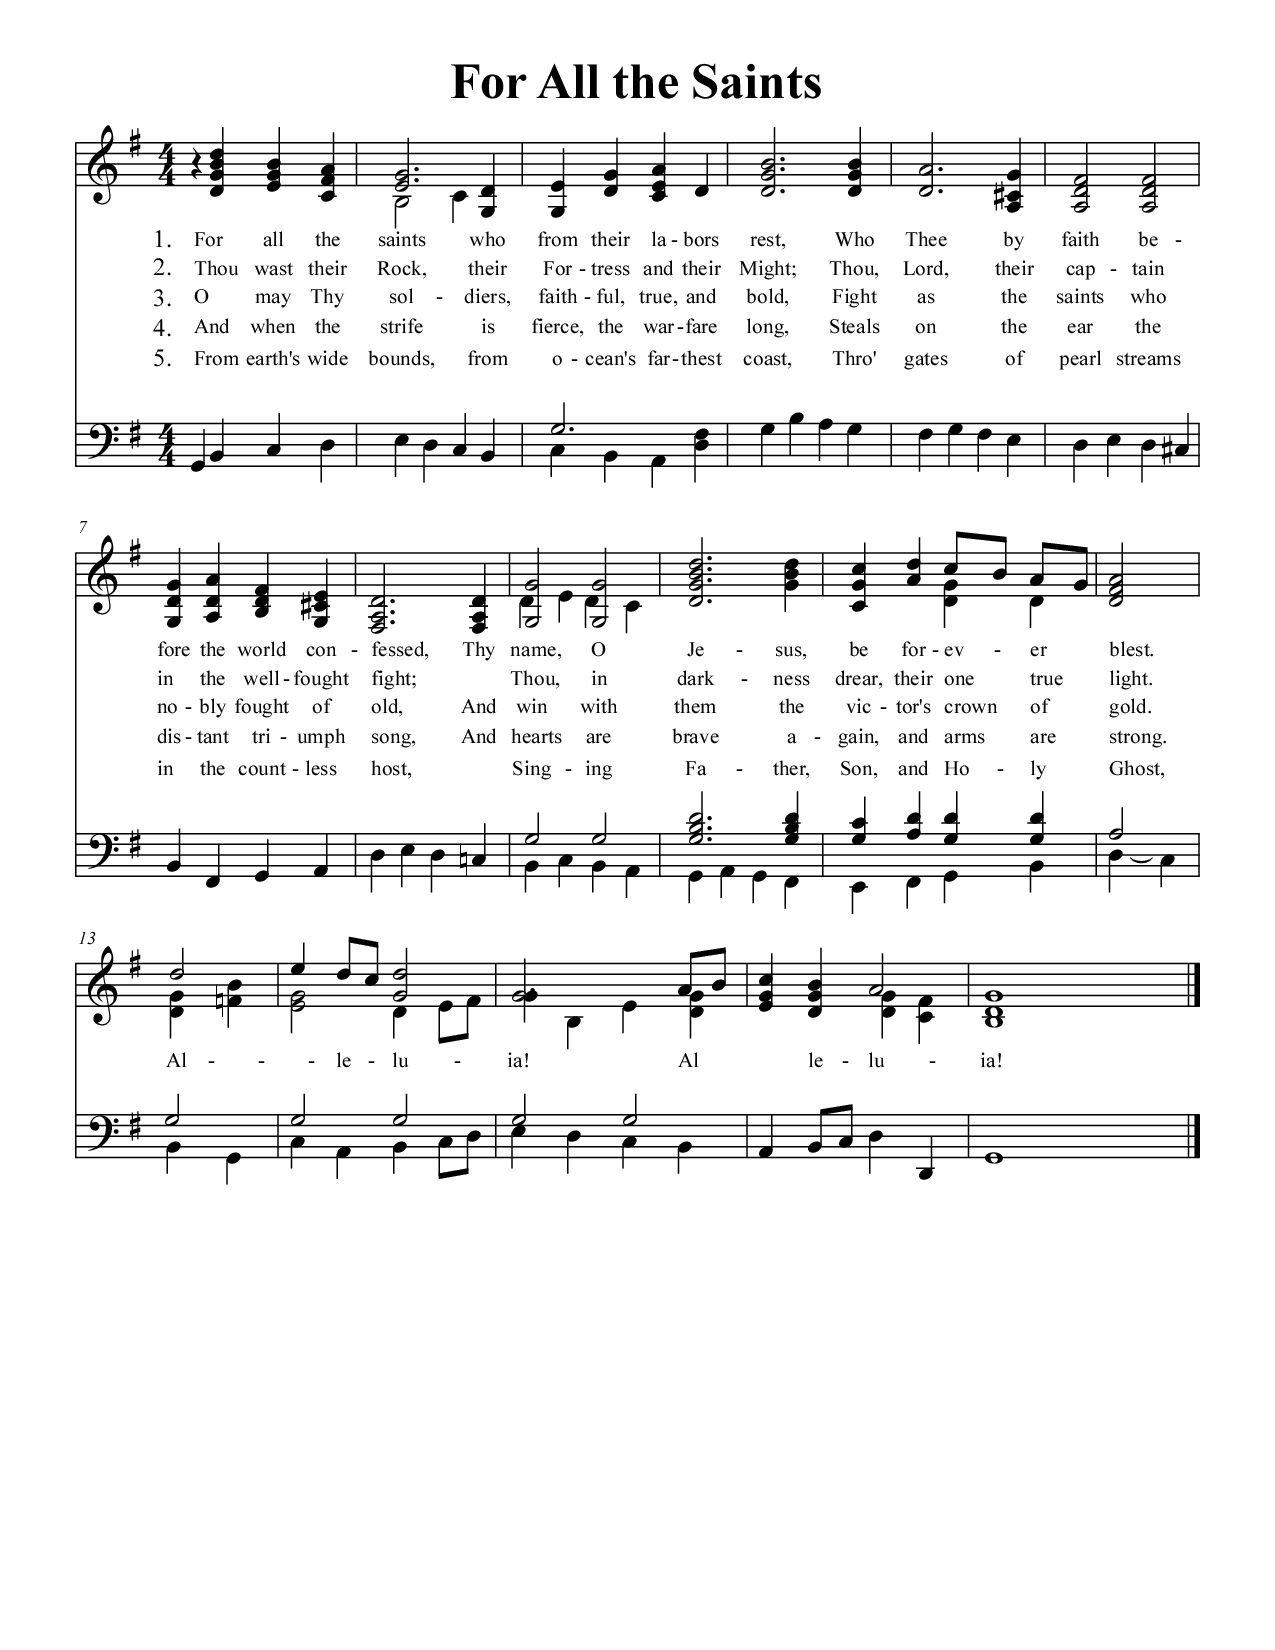 For All the Saints
1. For all the saints who from their la - bors rest, Who Thee by faith be -
2. Thou wast their Rock, their For - tress and their Might; Thou, Lord, their cap - tain
3. O may Thy sol - diers, faith - ful, true, and bold, Fight as the saints who
4. And when the strife is fierce, the war - fare long, Steals on the ear the
5. From earth's wide bounds, from o - cean's far - thest coast, Thro' gates of pearl streams
7
fore the world con - fessed, Thy name, O Je - sus, be for - ev - er blest.
in the well - fought fight; Thou, in dark - ness drear, their one true light.
no - bly fought of old, And win with them the vic - tor's crown of gold.
dis - tant tri - umph song, And hearts are brave a - gain, and arms are strong.
in the count - less host, Sing - ing Fa - ther, Son, and Ho - ly Ghost,
13
Al - - - le - lu - ia! Al le - lu - ia!